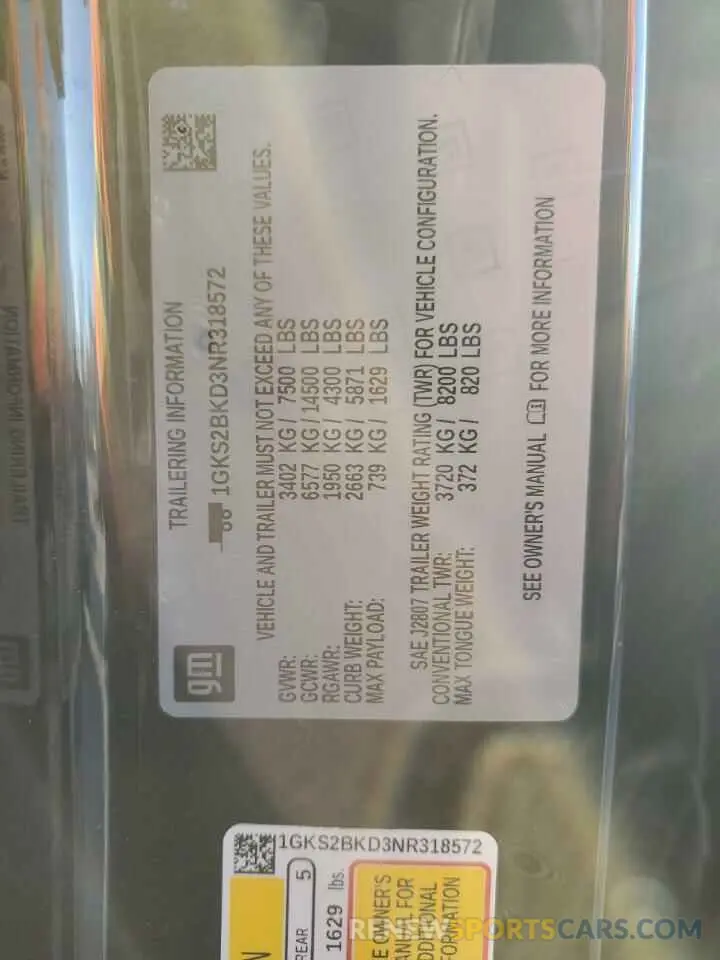 gm
TRAILERING INFORMATION
1GKS2BKD3NR318572
VEHICLE AND TRAILER MUST NOT EXCEED ANY OF THESE VALUES.
GVWR: 3402 KG / 7500 LBS
GCWR: 6577 KG / 14500 LBS
RGAWR: 1950 KG / 4300 LBS
CURB WEIGHT: 2663 KG / 5871 LBS
MAX PAYLOAD: 739 KG / 1629 LBS
SAE J2807 TRAILER WEIGHT RATING (TWR) FOR VEHICLE CONFIGURATION.
CONVENTIONAL TWR: 3720 KG / 8200 LBS
MAX TONGUE WEIGHT: 372 KG / 820 LBS
SEE OWNER'S MANUAL FOR MORE INFORMATION
1GKS2BKD3NR318572
REAR 5
1629 lbs.
E OWNER'S
ANUAL FOR
DDITIONAL
FORMATION
RENEWSPORTSCARS.COM